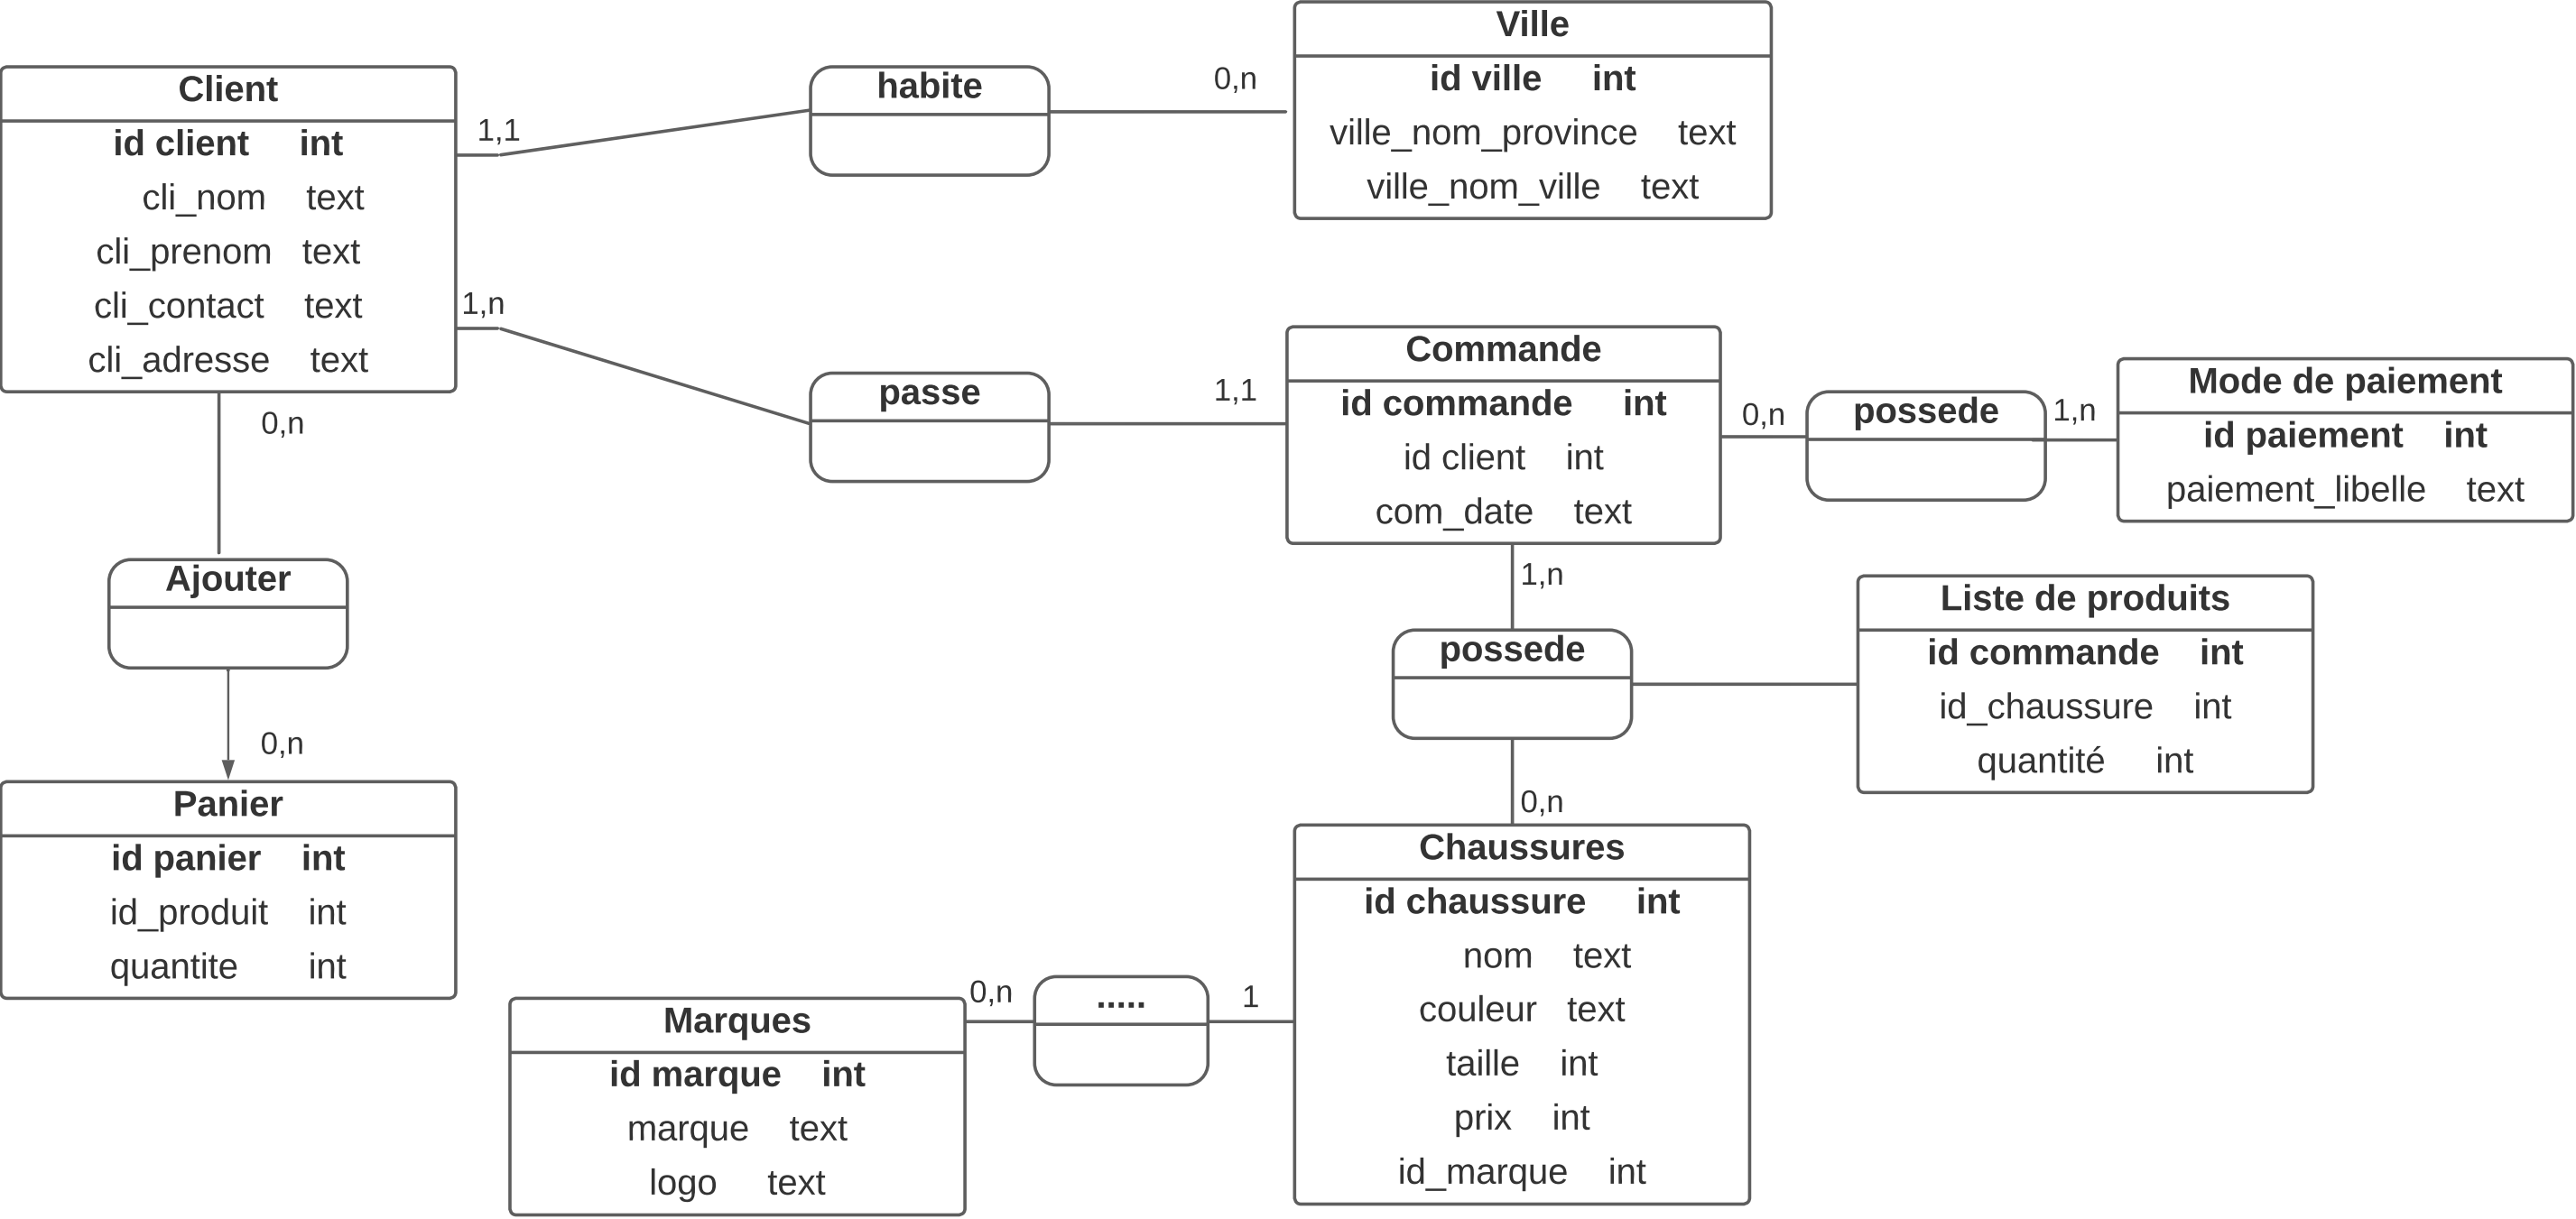 Client
id client int
cli_nom text
cli_prenom text
cli_contact text
cli_adresse text
1,1
habite
0,n
Ville
id ville int
ville_nom_province text
ville_nom_ville text
1,n
passe
1,1
Commande
id commande int
id client int
com_date text
0,n
possede
1,n
Mode de paiement
id paiement int
paiement_libelle text
0,n
Ajouter
0,n
Panier
id panier int
id_produit int
quantite int
1,n
possede
0,n
Liste de produits
id commande int
id_chaussure int
quantité int
Chaussures
id chaussure int
nom text
couleur text
taille int
prix int
id_marque int
Marques
id marque int
marque text
logo text
0,n
.....
1